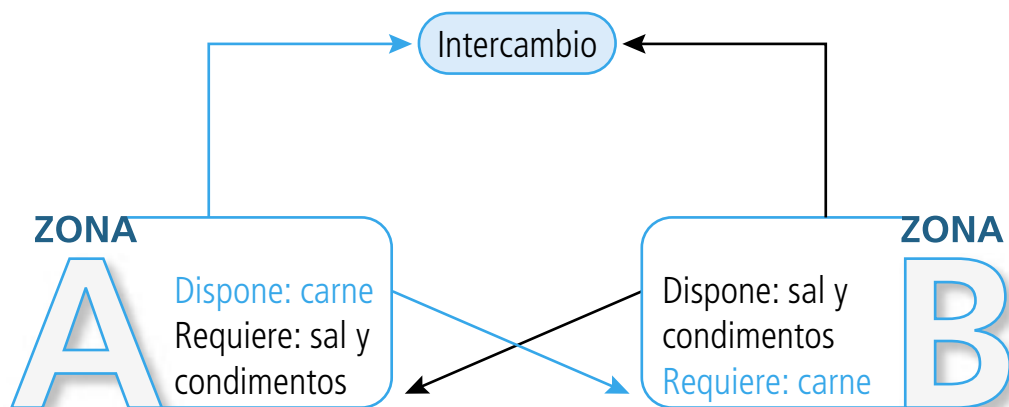 Intercambio
ZONA
A
Dispone: carne
Requiere: sal y
condimentos
ZONA
B
Dispone: sal y
condimentos
Requiere: carne